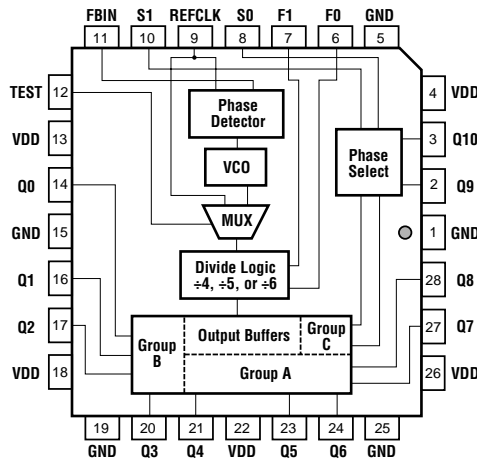 FBIN S1 REFCLK S0 F1 F0 GND
11 10 9 8 7 6 5
TEST 12
VDD 13
Q0 14
GND 15
Q1 16
Q2 17
VDD 18
4 VDD
3 Q10
2 Q9
1 GND
28 Q8
27 Q7
26 VDD
Phase
Detector
VCO
MUX
Phase
Select
Divide Logic
÷4, ÷5, or ÷6
Output Buffers
Group
B
Group
C
Group A
19 20 21 22 23 24 25
GND Q3 Q4 VDD Q5 Q6 GND